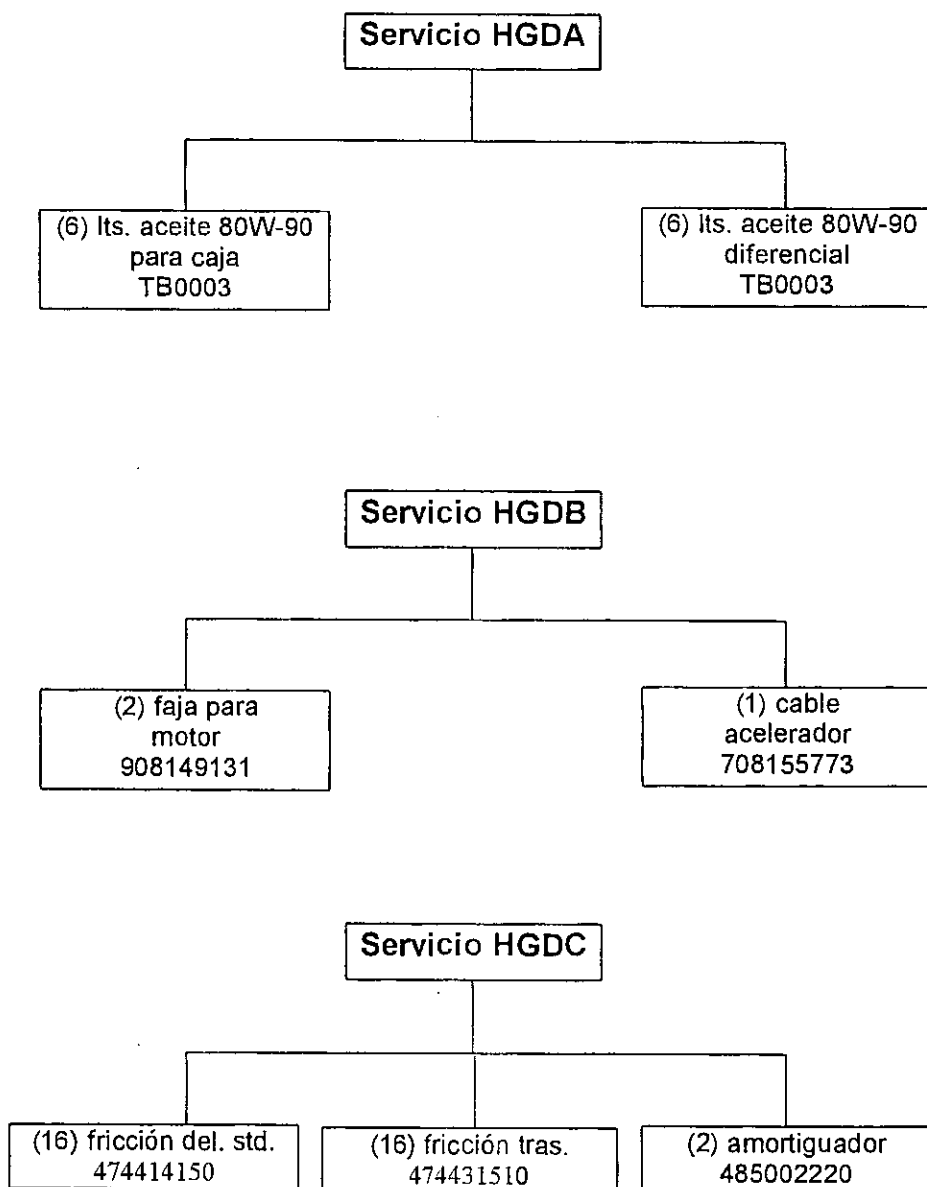 Servicio HGDA
(6) lts. aceite 80W-90
para caja
TB0003
(6) lts. aceite 80W-90
diferencial
TB0003
Servicio HGDB
(2) faja para
motor
908149131
(1) cable
acelerador
708155773
Servicio HGDC
(16) fricción del. std.
474414150
(16) fricción tras.
474431510
(2) amortiguador
485002220